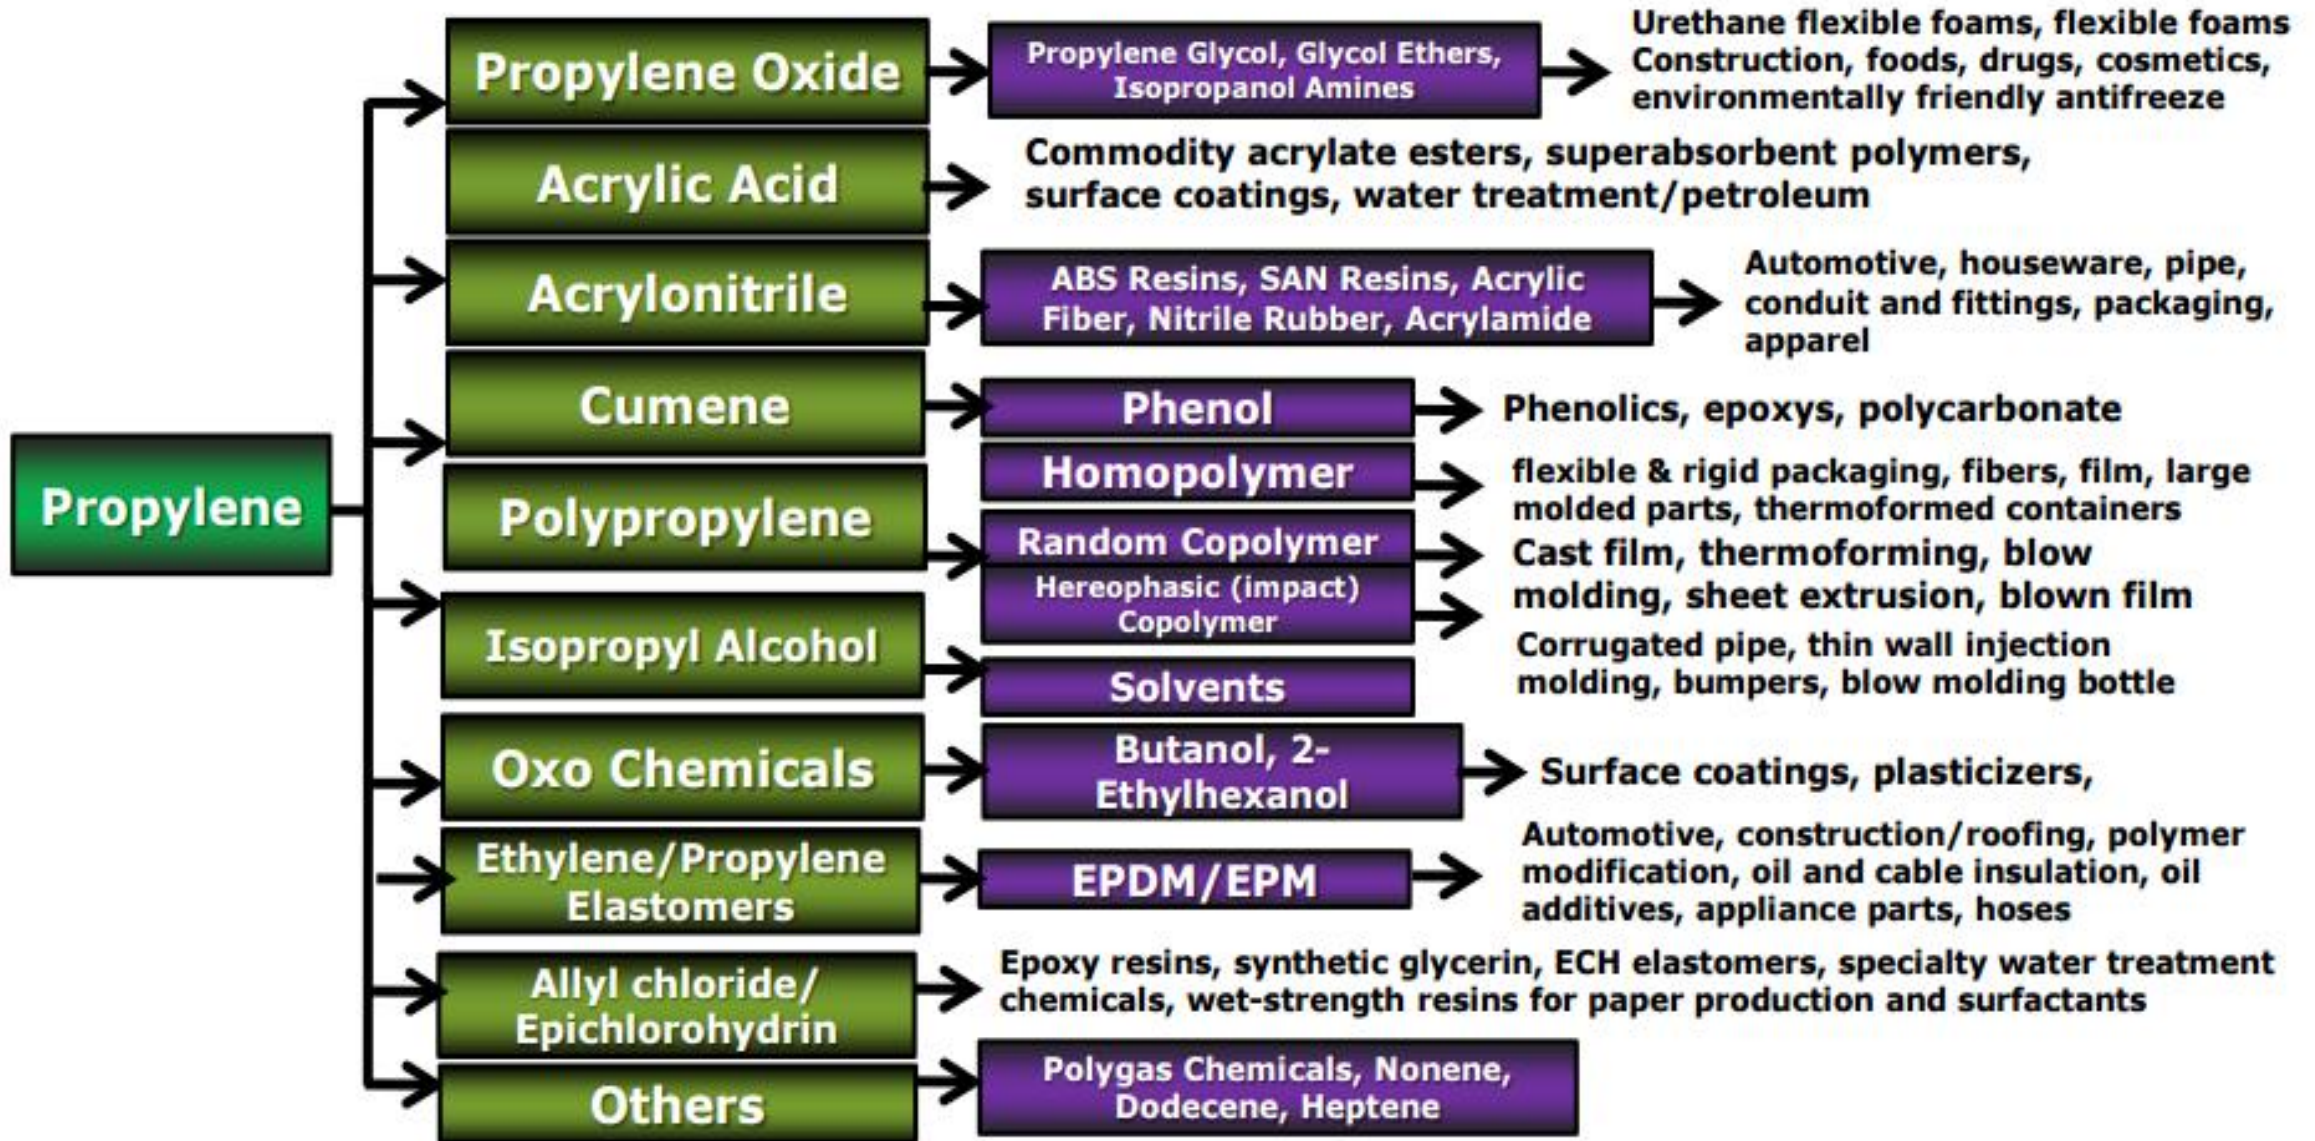 Propylene
Propylene Oxide
Propylene Glycol, Glycol Ethers,
Isopropanol Amines
Urethane flexible foams, flexible foams
Construction, foods, drugs, cosmetics,
environmentally friendly antifreeze
Acrylic Acid
Commodity acrylate esters, superabsorbent polymers,
surface coatings, water treatment/petroleum
Acrylonitrile
ABS Resins, SAN Resins, Acrylic
Fiber, Nitrile Rubber, Acrylamide
Automotive, houseware, pipe,
conduit and fittings, packaging,
apparel
Cumene
Phenol
Phenolics, epoxys, polycarbonate
Polypropylene
Homopolymer
flexible & rigid packaging, fibers, film, large
molded parts, thermoformed containers
Random Copolymer
Cast film, thermoforming, blow
molding, sheet extrusion, blown film
Hereophasic (impact)
Copolymer
Corrugated pipe, thin wall injection
molding, bumpers, blow molding bottle
Isopropyl Alcohol
Solvents
Oxo Chemicals
Butanol, 2-
Ethylhexanol
Surface coatings, plasticizers,
Ethylene/Propylene
Elastomers
EPDM/EPM
Automotive, construction/roofing, polymer
modification, oil and cable insulation, oil
additives, appliance parts, hoses
Allyl chloride/
Epichlorohydrin
Epoxy resins, synthetic glycerin, ECH elastomers, specialty water treatment
chemicals, wet-strength resins for paper production and surfactants
Others
Polygas Chemicals, Nonene,
Dodecene, Heptene